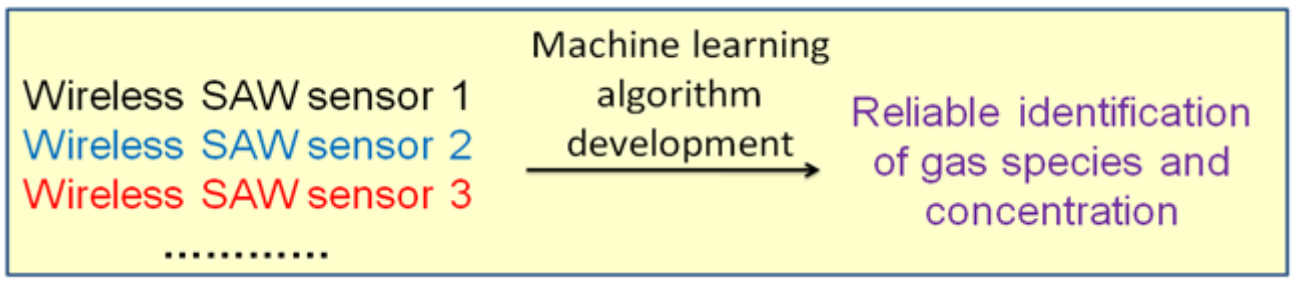 Wireless SAW sensor 1
Wireless SAW sensor 2
Wireless SAW sensor 3
............
Machine learning
algorithm
development
Reliable identification
of gas species and
concentration